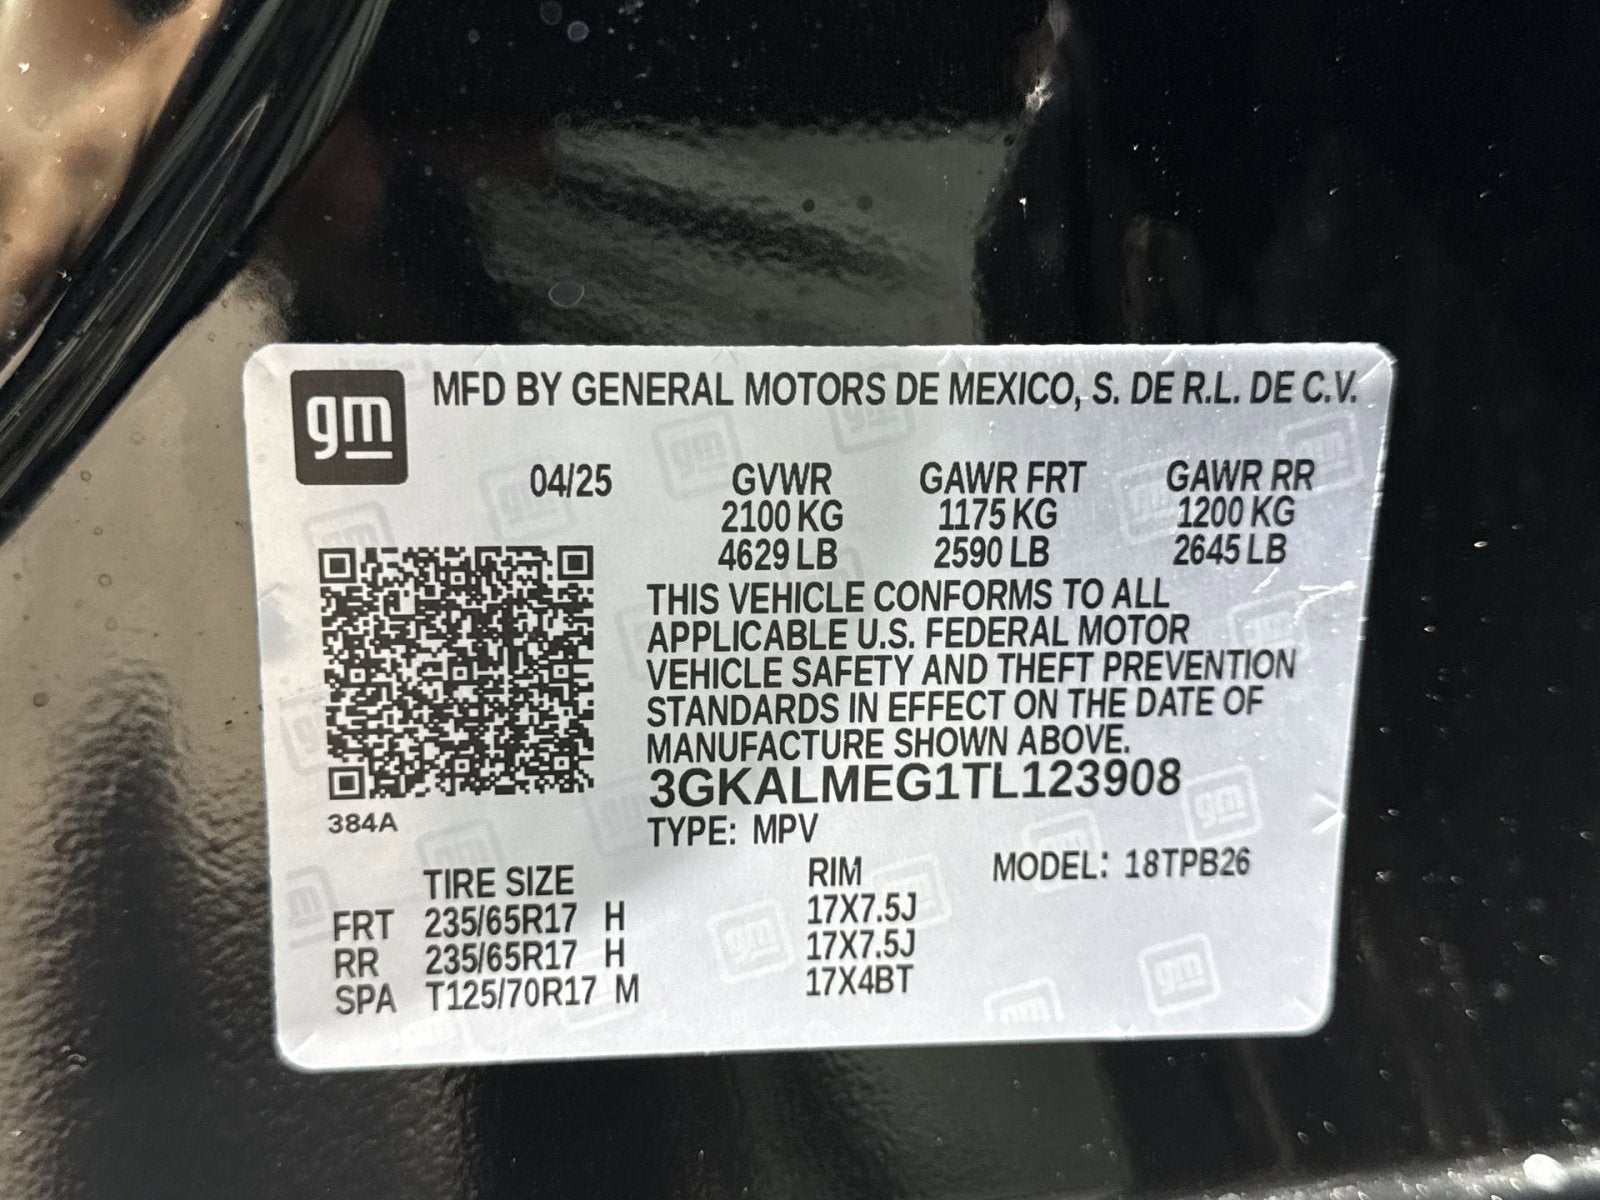 gm MFD BY GENERAL MOTORS DE MEXICO, S. DE R.L. DE C.V.
04/25 GVWR GAWR FRT GAWR RR
2100 KG 1175 KG 1200 KG
4629 LB 2590 LB 2645 LB
THIS VEHICLE CONFORMS TO ALL
APPLICABLE U.S. FEDERAL MOTOR
VEHICLE SAFETY AND THEFT PREVENTION
STANDARDS IN EFFECT ON THE DATE OF
MANUFACTURE SHOWN ABOVE.
3GKALMEG1TL123908
384A
TYPE: MPV
TIRE SIZE RIM MODEL: 18TPB26
FRT 235/65R17 H 17X7.5J
RR 235/65R17 H 17X7.5J
SPA T125/70R17 M 17X4BT